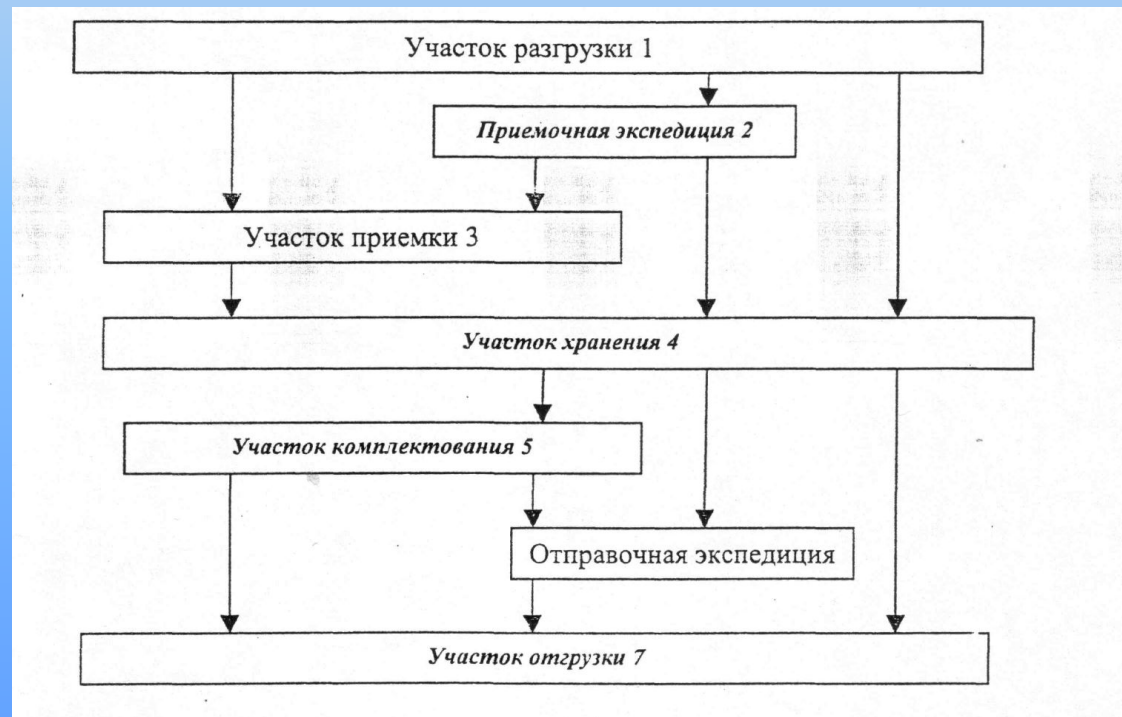 Участок разгрузки 1
Приемочная экспедиция 2
Участок приемки 3
Участок хранения 4
Участок комплектования 5
Отправочная экспедиция
Участок отгрузки 7